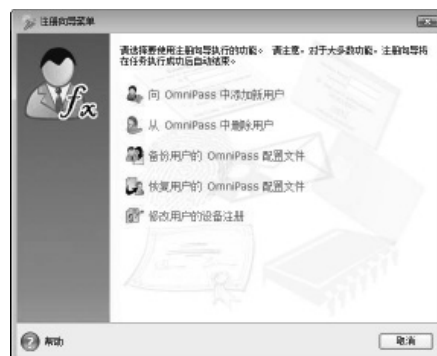 注册向导菜单
请选择要使用注册向导执行的功能。 请注意，对于大多数功能，注册向导将
在任务执行成功后自动结束。
fx
向 OmniPass 中添加新用户
从 OmniPass 中删除用户
备份用户的 OmniPass 配置文件
恢复用户的 OmniPass 配置文件
修改用户的设备注册
帮助
取消